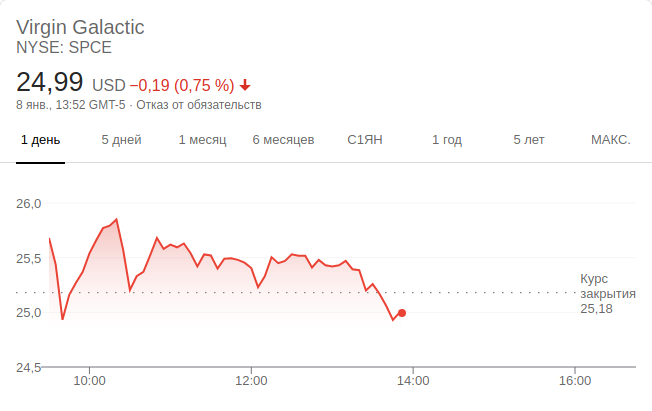 Virgin Galactic
NYSE: SPCE
24,99 USD −0,19 (0,75 %)
8 янв., 13:52 GMT-5 · Отказ от обязательств
1 день 5 дней 1 месяц 6 месяцев С1ЯН 1 год 5 лет МАКС.
26,0
25,5
Курс
закрытия
25,18
25,0
24,5
10:00 12:00 14:00 16:00